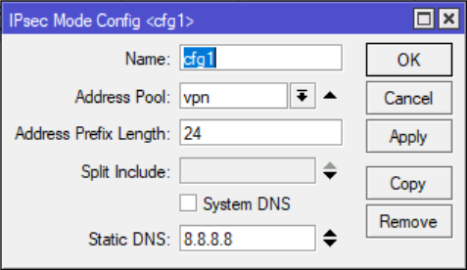 IPsec Mode Config <cfg1>
Name: cfg1
OK
Address Pool: vpn
Cancel
Address Prefix Length: 24
Apply
Split Include:
Copy
System DNS
Remove
Static DNS: 8.8.8.8